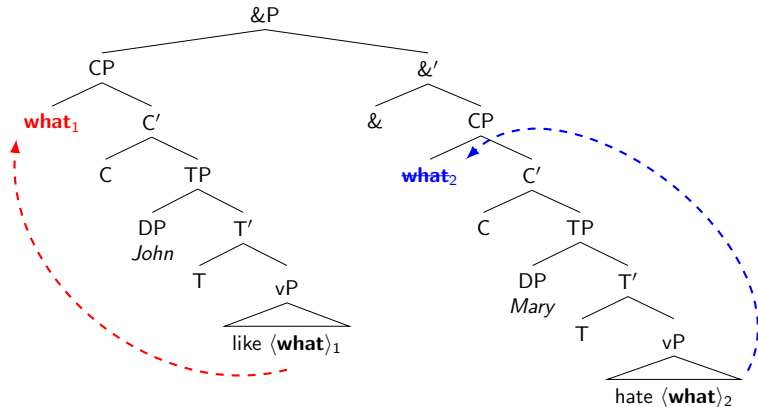 &P
CP &′
what₁ C′ & CP
C TP what₂ C′
DP T′ C TP
John
T vP DP T′
Mary
like ⟨what⟩₁ T vP
hate ⟨what⟩₂